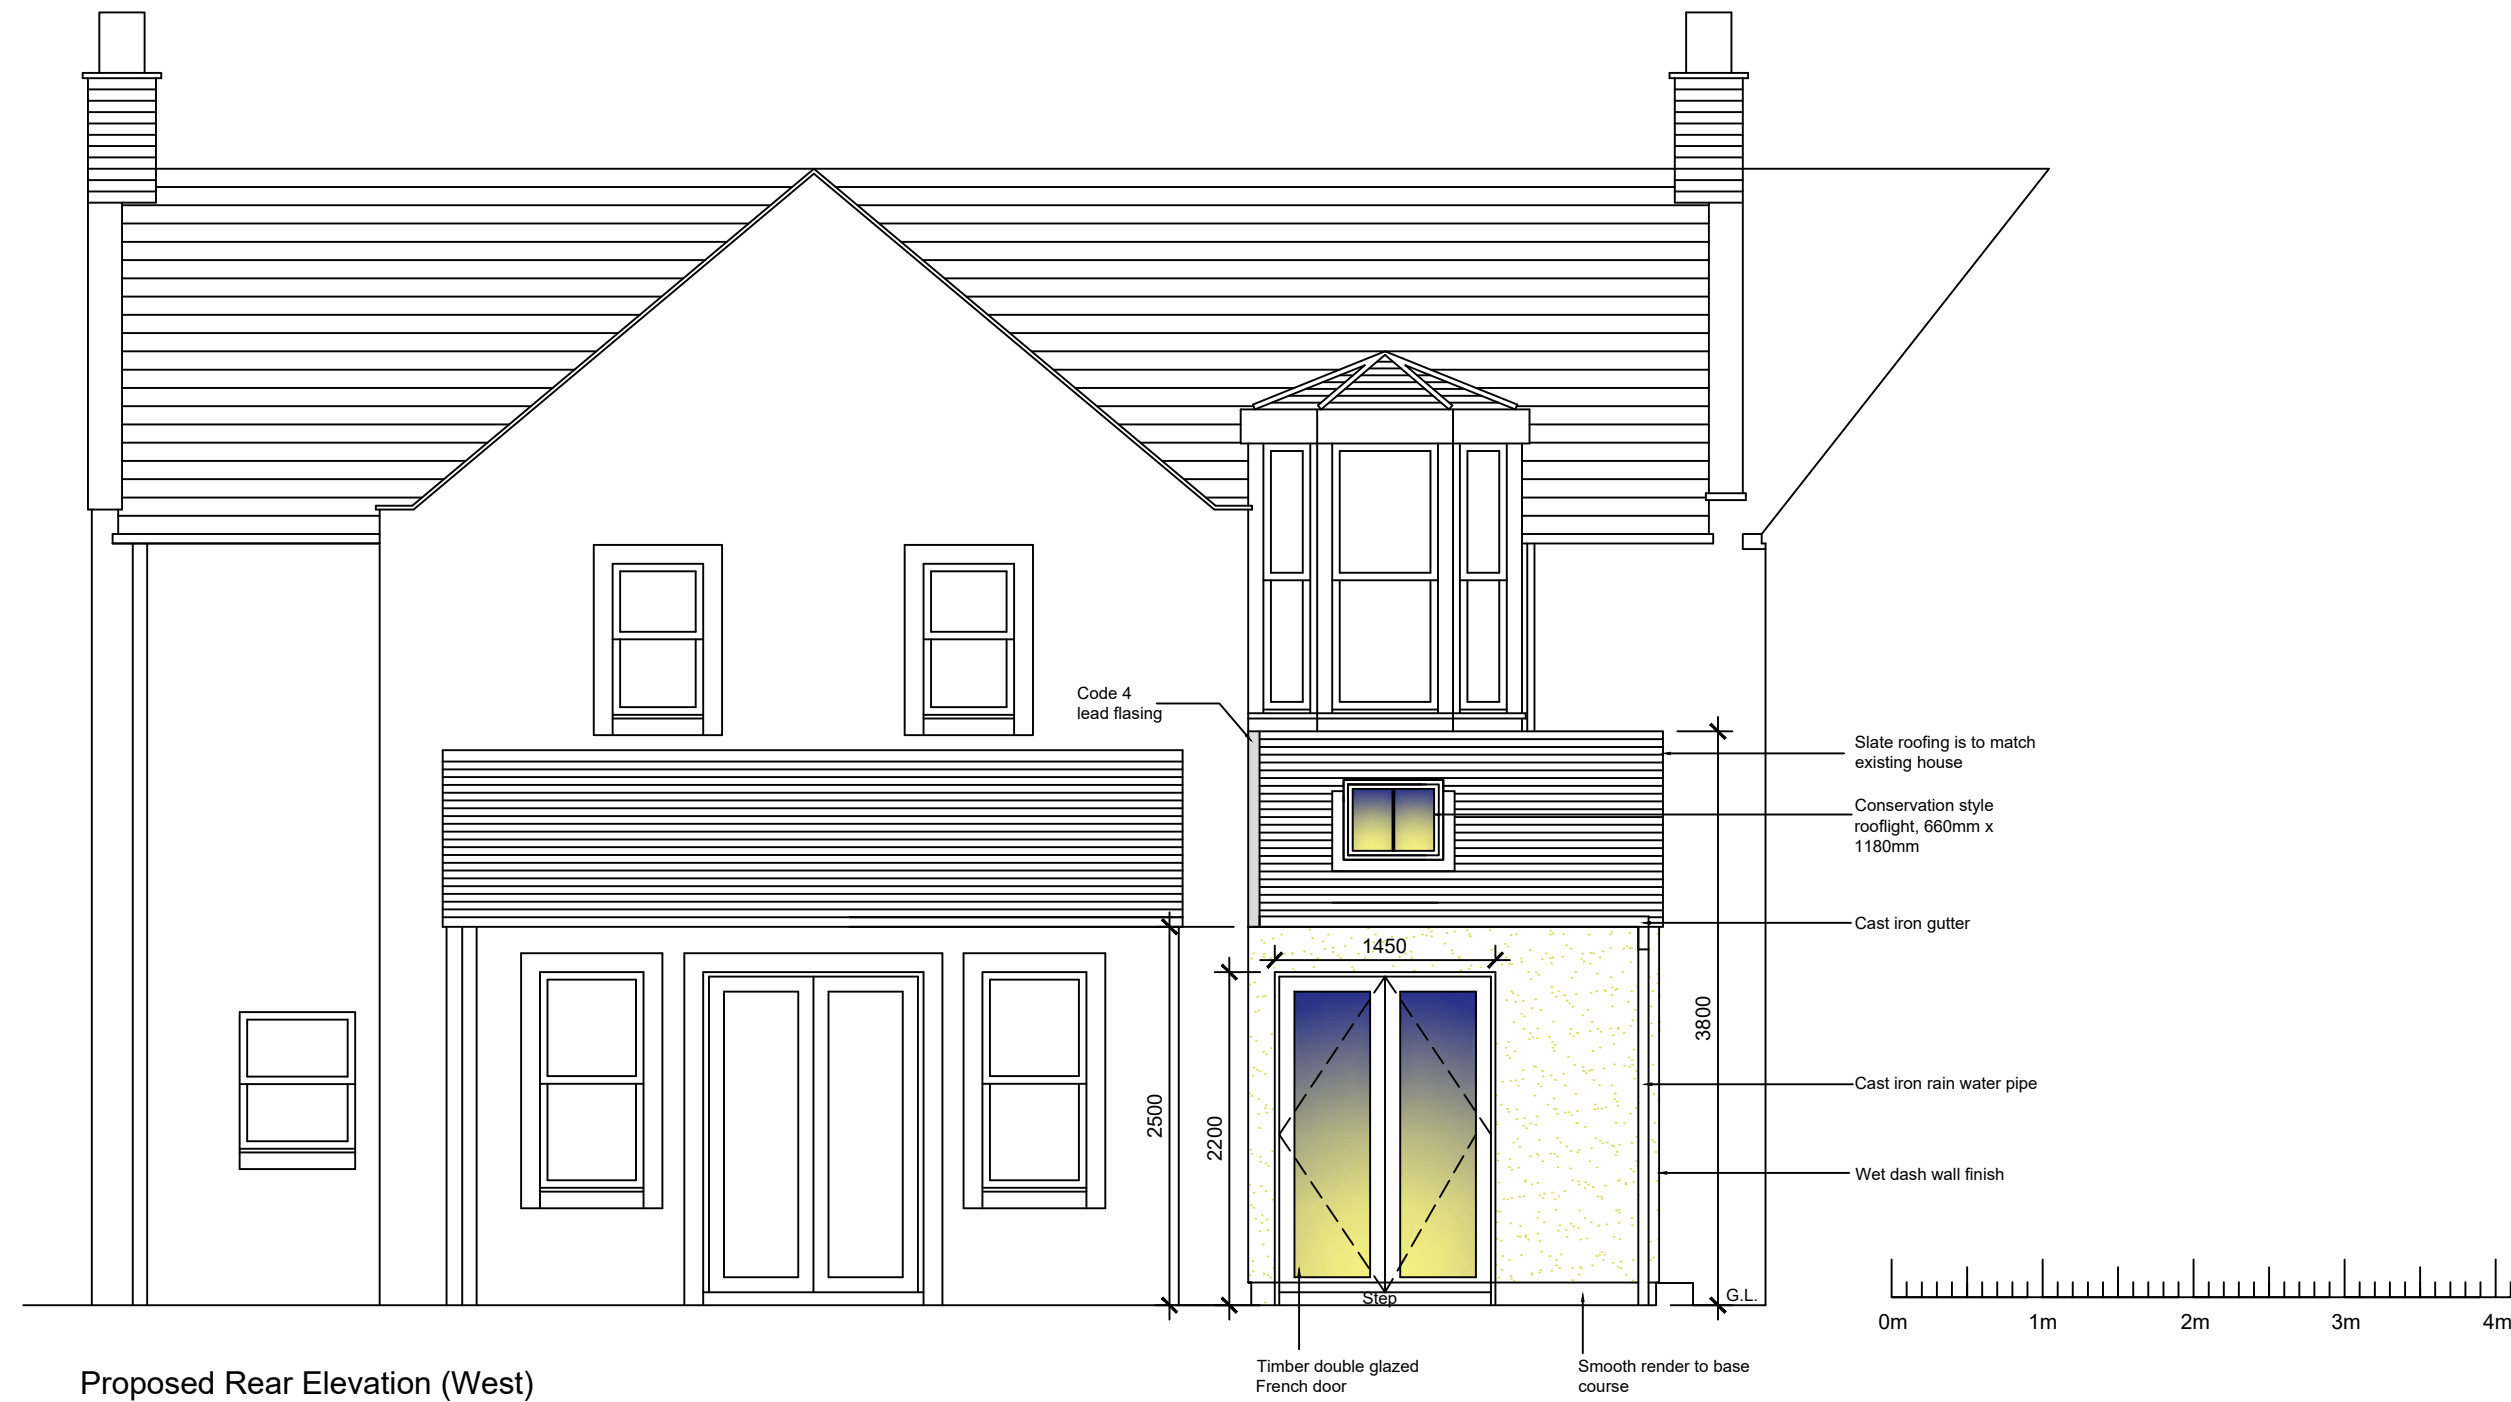 Code 4
lead flasing
Slate roofing is to match
existing house
Conservation style
rooflight, 660mm x
1180mm
Cast iron gutter
1450
3800
2500
2200
Cast iron rain water pipe
Wet dash wall finish
Step
G.L.
0m 1m 2m 3m 4m
Timber double glazed
French door
Smooth render to base
course
Proposed Rear Elevation (West)